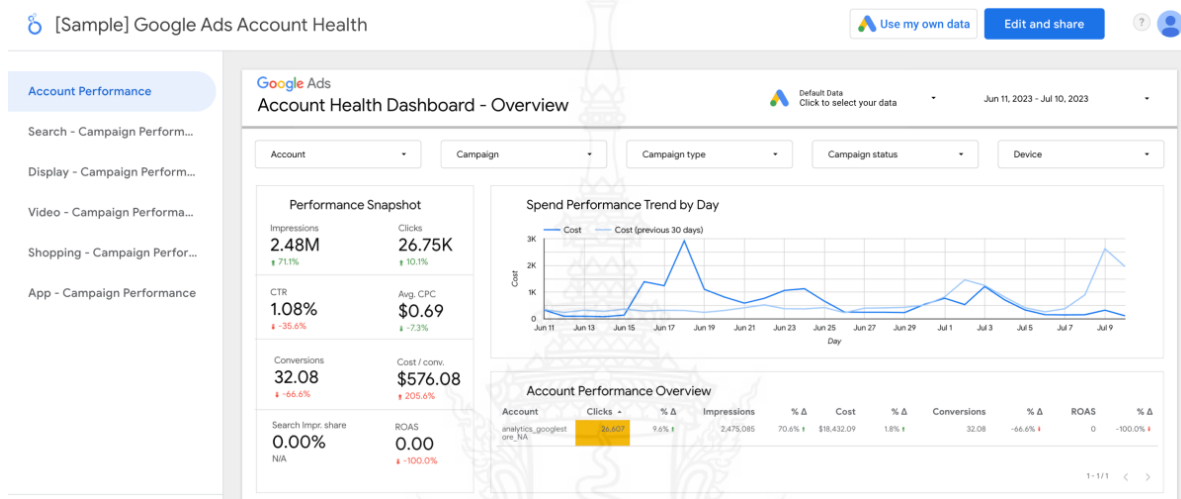 [Sample] Google Ads Account Health
Use my own data
Edit and share
?
Account Performance
Search - Campaign Perform...
Display - Campaign Perform...
Video - Campaign Performa...
Shopping - Campaign Perfor...
App - Campaign Performance
Google Ads
Account Health Dashboard - Overview
Default Data
Click to select your data
Jun 11, 2023 - Jul 10, 2023
Account
Campaign
Campaign type
Campaign status
Device
Performance Snapshot
Impressions
2.48M
71.1%
Clicks
26.75K
10.1%
CTR
1.08%
-35.6%
Avg. CPC
$0.69
-7.3%
Conversions
32.08
-66.6%
Cost / conv.
$576.08
205.6%
Search Impr. share
0.00%
N/A
ROAS
0.00
-100.0%
Spend Performance Trend by Day
Cost
Cost (previous 30 days)
Cost
3K
2K
1K
0
Jun 11 Jun 13 Jun 15 Jun 17 Jun 19 Jun 21 Jun 23 Jun 25 Jun 27 Jun 29 Jul 1 Jul 3 Jul 5 Jul 7 Jul 9
Day
Account Performance Overview
Account Clicks % Δ Impressions % Δ Cost % Δ Conversions % Δ ROAS % Δ
analytics_googlest
ore_NA
26,607 9.6% 2,475,085 70.6% $18,432.09 1.8% 32.08 -66.6% 0 -100.0%
1 - 1 / 1